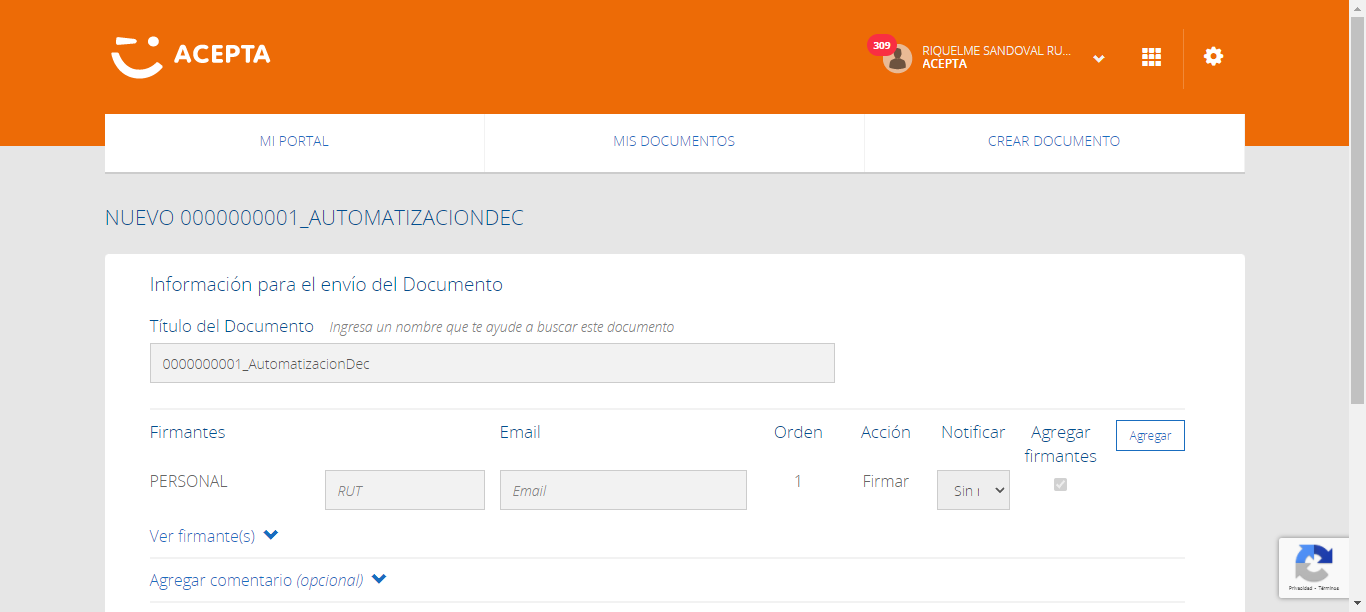 ACEPTA
309
RIQUELME SANDOVAL RU...
ACEPTA
MI PORTAL
MIS DOCUMENTOS
CREAR DOCUMENTO
NUEVO 0000000001_AUTOMATIZACIONDEC
Información para el envío del Documento
Título del Documento Ingresa un nombre que te ayude a buscar este documento
0000000001_AutomatizacionDec
Firmantes Email Orden Acción Notificar Agregar firmantes Agregar
PERSONAL RUT Email 1 Firmar Sin
Ver firmante(s)
Agregar comentario (opcional)
Privacidad - Términos